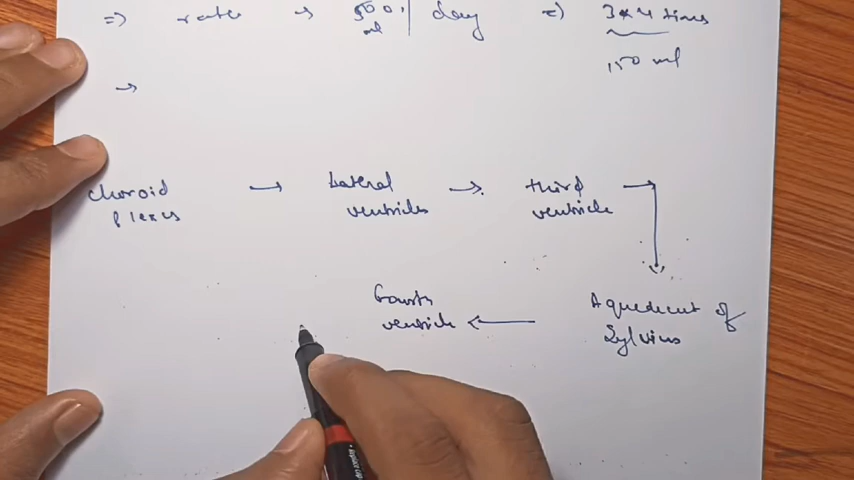 => rate → 500 ml / day => 3 x 4 times
150 ml
→
choroid plexus → Lateral ventricles → third ventricle
Fourth ventricle ← Aqueducut of Sylvius